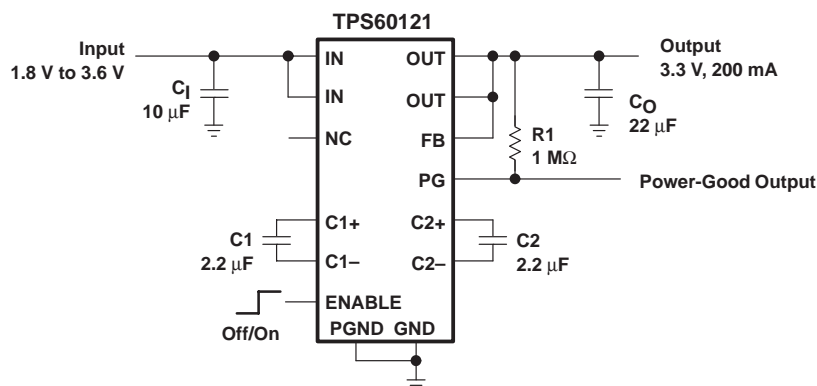 TPS60121
Input
1.8 V to 3.6 V
IN
OUT
Output
3.3 V, 200 mA
CI
10 μF
IN
OUT
CO
22 μF
NC
FB
R1
1 MΩ
PG
Power-Good Output
C1
2.2 μF
C1+
C1–
C2+
C2–
C2
2.2 μF
ENABLE
Off/On
PGND GND